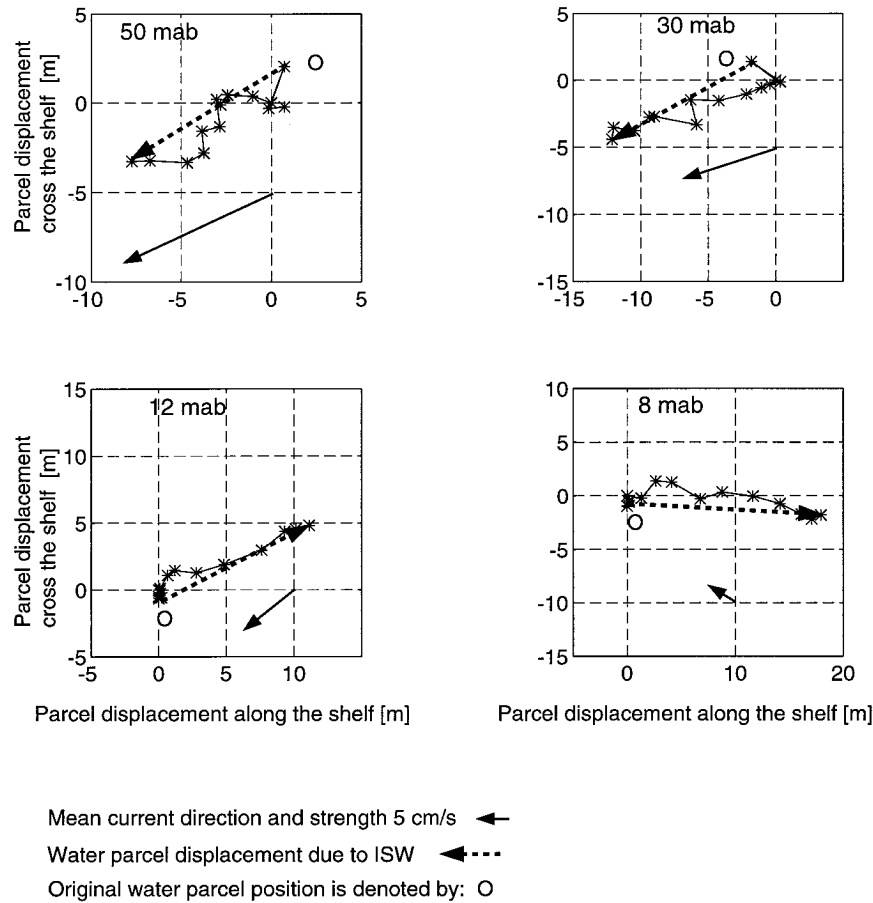 50 mab
O
5
0
-5
-10
-10
-5
0
5
Parcel displacement
cross the shelf [m]
30 mab
O
5
0
-5
-10
-15
-15
-10
-5
0
12 mab
O
15
10
5
0
-5
-5
0
5
10
Parcel displacement
cross the shelf [m]
Parcel displacement along the shelf [m]
8 mab
O
10
5
0
-5
-10
-15
0
10
20
Parcel displacement along the shelf [m]
Mean current direction and strength 5 cm/s
Water parcel displacement due to ISW
Original water parcel position is denoted by: O